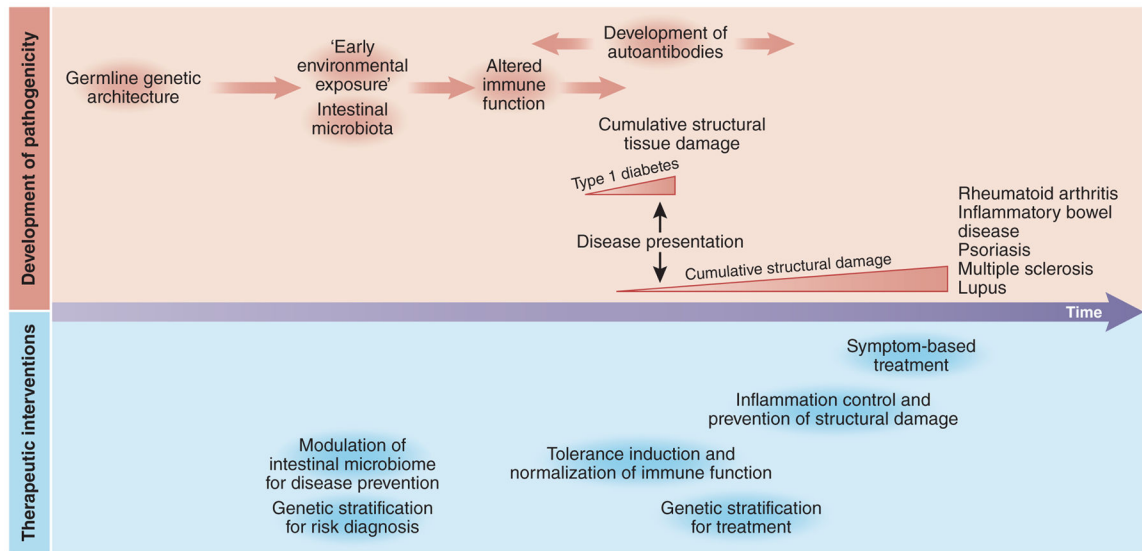 Development of pathogenicity
Germline genetic
architecture
'Early
environmental
exposure'
Intestinal
microbiota
Altered
immune
function
Development of
autoantibodies
Cumulative structural
tissue damage
Type 1 diabetes
Disease presentation
Cumulative structural damage
Rheumatoid arthritis
Inflammatory bowel
disease
Psoriasis
Multiple sclerosis
Lupus
Time
Therapeutic interventions
Symptom-based
treatment
Inflammation control and
prevention of structural damage
Modulation of
intestinal microbiome
for disease prevention
Tolerance induction and
normalization of immune function
Genetic stratification
for risk diagnosis
Genetic stratification
for treatment